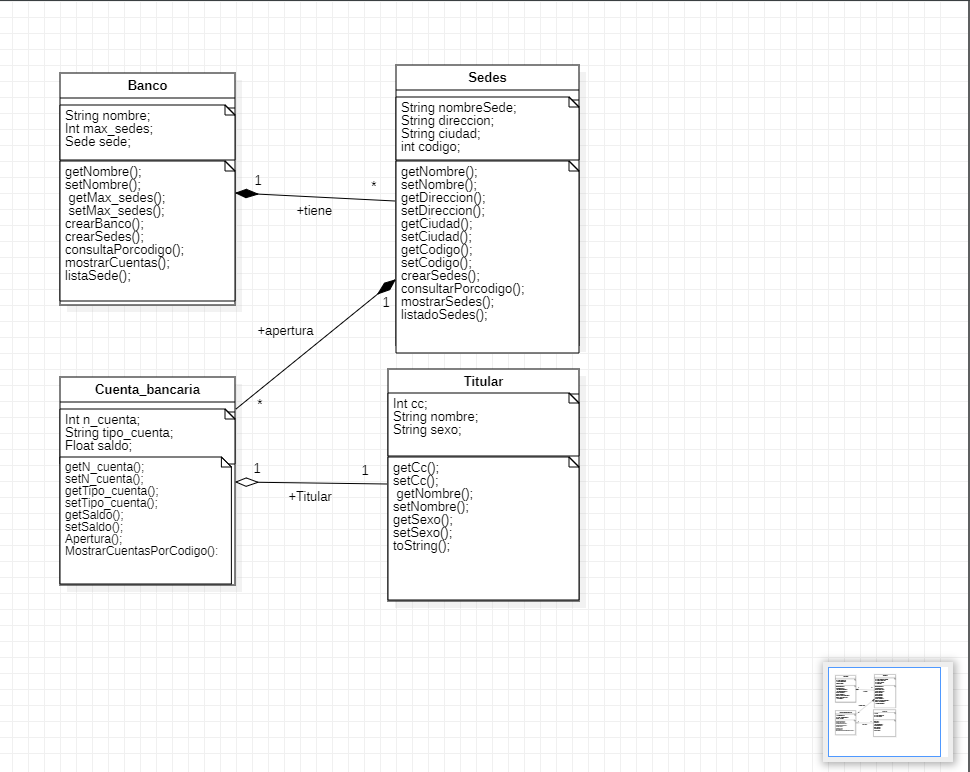 Banco
String nombre;
Int max_sedes;
Sede sede;
getNombre();
setNombre();
getMax_sedes();
setMax_sedes();
crearBanco();
crearSedes();
consultaPorcodigo();
mostrarCuentas();
listaSede();
1
*
+tiene
Sedes
String nombreSede;
String direccion;
String ciudad;
int codigo;
getNombre();
setNombre();
getDireccion();
setDireccion();
getCiudad();
setCiudad();
getCodigo();
setCodigo();
crearSedes();
consultarPorcodigo();
mostrarSedes();
listadoSedes();
1
+apertura
*
Cuenta_bancaria
Int n_cuenta;
String tipo_cuenta;
Float saldo;
getN_cuenta();
setN_cuenta();
getTipo_cuenta();
setTipo_cuenta();
getSaldo();
setSaldo();
Apertura();
MostrarCuentasPorCodigo():
1
1
+Titular
Titular
Int cc;
String nombre;
String sexo;
getCc();
setCc();
getNombre();
setNombre();
getSexo();
setSexo();
toString();